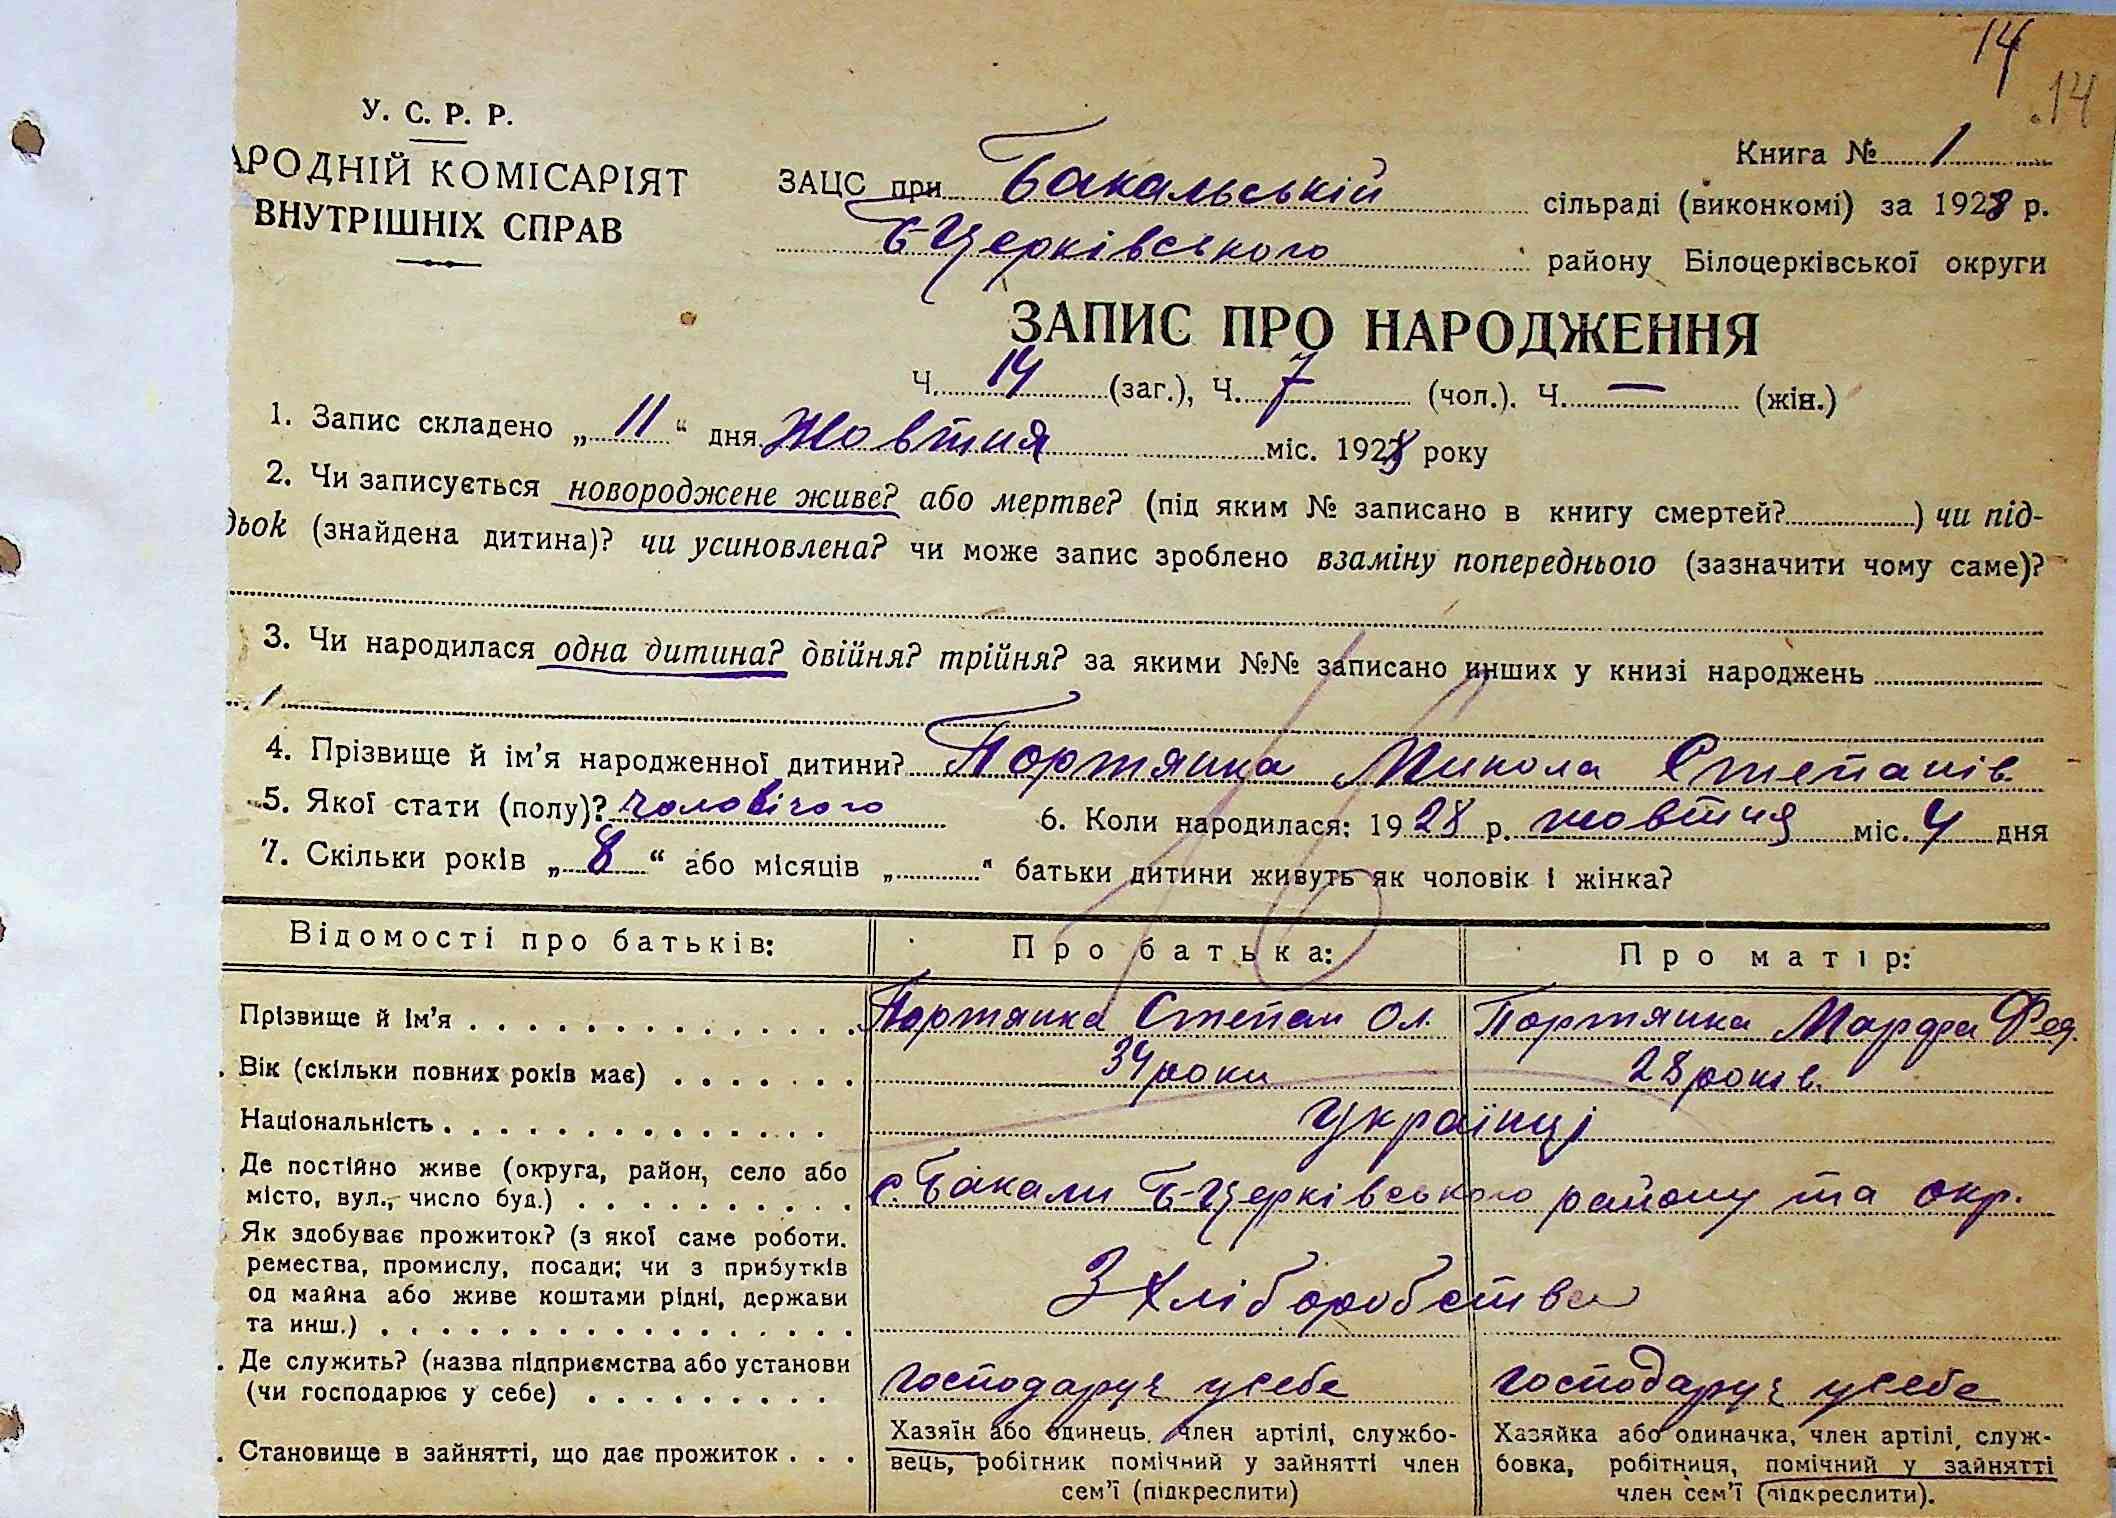 14
.14
У. С. Р. Р.
АРОДНІЙ КОМІСАРІЯТ
ВНУТРІШНІХ СПРАВ
Книга № 1
ЗАЦС при Бакальській сільраді (виконкомі) за 1928 р.
Б-Церківського району Білоцерківської округи
ЗАПИС ПРО НАРОДЖЕННЯ
Ч. 14 (заг.), Ч. 7 (чол.). Ч. — (жін.)
1. Запис складено „ 11 “ дня Жовтня міс. 1928 року
2. Чи записується новороджене живе? або мертве? (під яким № записано в книгу смертей? ) чи під-
дьок (знайдена дитина)? чи усиновлена? чи може запис зроблено взаміну попереднього (зазначити чому саме)?
3. Чи народилася одна дитина? двійня? трійня? за якими №№ записано инших у книзі народжень
4. Прізвище й ім’я народженної дитини? Портянка Микола Степанів
5. Якої стати (полу)? чоловічого 6. Коли народилася: 1928 р. жовтня міс. 4 дня
7. Скільки років „ 8 “ або місяців „ “ батьки дитини живуть як чоловік і жінка?
Відомості про батьків: Про батька: Про матір:
Прізвище й ім’я Портянка Степан Ол. Портянка Марфа Фед.
Вік (скільки повних років має) 34 роки 28 років
Національність українці
Де постійно живе (округа, район, село або
місто, вул., число буд.) с. Бакали Б-Церківського району та окр.
Як здобуває прожиток? (з якої саме роботи.
ремества, промислу, посади; чи з прибутків
од майна або живе коштами рідні, держави
та инш.) З Хліборобства
Де служить? (назва підприємства або установи
(чи господарює у себе) господарує у себе господарує у себе
Становище в зайнятті, що дає прожиток
Хазяїн або одинець, член артілі, службо-
вець, робітник помічний у зайнятті член
сем’ї (підкреслити)
Хазяйка або одиначка, член артілі, служ-
бовка, робітниця, помічний у зайнятті
член сем’ї (підкреслити).